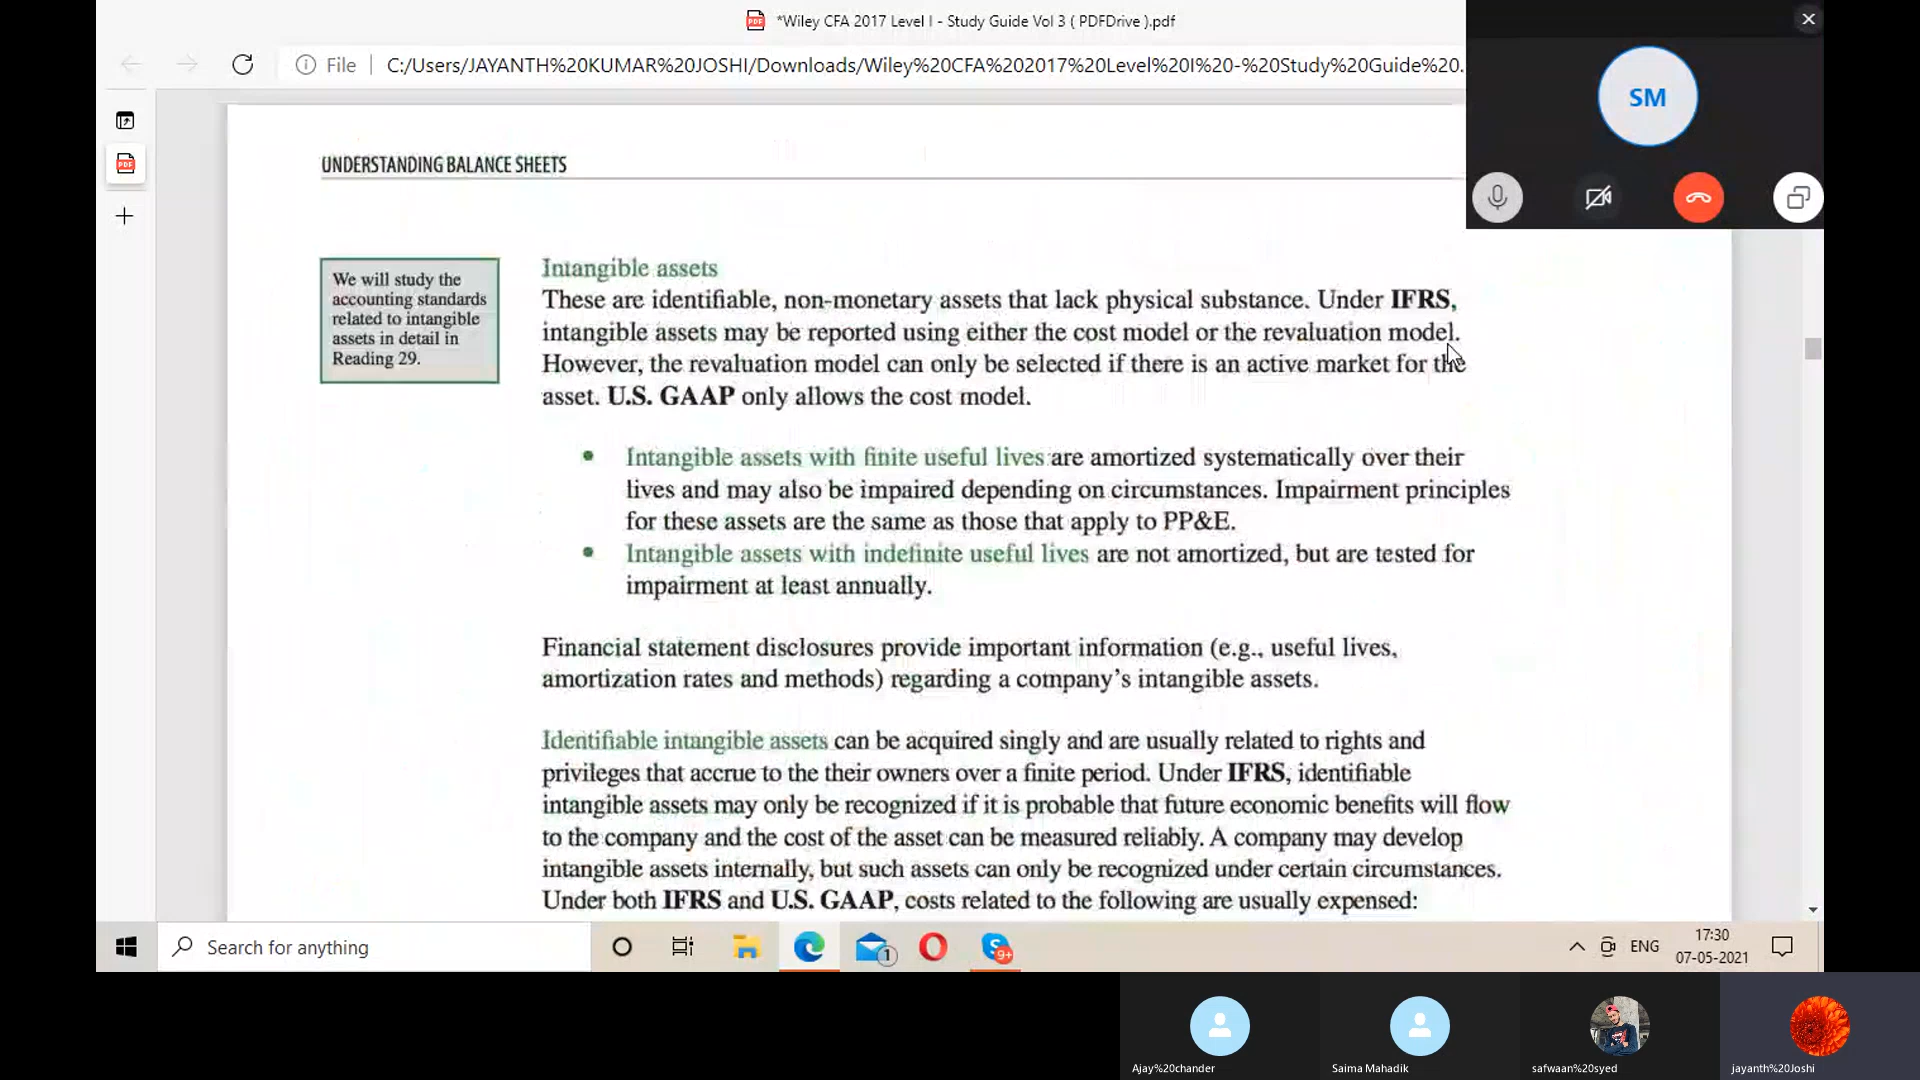 *Wiley CFA 2017 Level I - Study Guide Vol 3 ( PDFDrive ).pdf
File
C:/Users/JAYANTH%20KUMAR%20JOSHI/Downloads/Wiley%20CFA%202017%20Level%20I%20-%20Study%20Guide%20.
SM
UNDERSTANDING BALANCE SHEETS
We will study the
accounting standards
related to intangible
assets in detail in
Reading 29.
Intangible assets
These are identifiable, non-monetary assets that lack physical substance. Under IFRS,
intangible assets may be reported using either the cost model or the revaluation model.
However, the revaluation model can only be selected if there is an active market for the
asset. U.S. GAAP only allows the cost model.
• Intangible assets with finite useful lives are amortized systematically over their
lives and may also be impaired depending on circumstances. Impairment principles
for these assets are the same as those that apply to PP&E.
• Intangible assets with indefinite useful lives are not amortized, but are tested for
impairment at least annually.
Financial statement disclosures provide important information (e.g., useful lives,
amortization rates and methods) regarding a company's intangible assets.
Identifiable intangible assets can be acquired singly and are usually related to rights and
privileges that accrue to the their owners over a finite period. Under IFRS, identifiable
intangible assets may only be recognized if it is probable that future economic benefits will flow
to the company and the cost of the asset can be measured reliably. A company may develop
intangible assets internally, but such assets can only be recognized under certain circumstances.
Under both IFRS and U.S. GAAP, costs related to the following are usually expensed:
Search for anything
1
9+
ENG
17:30
07-05-2021
Ajay%20chander
Saima Mahadik
safwaan%20syed
jayanth%20Joshi